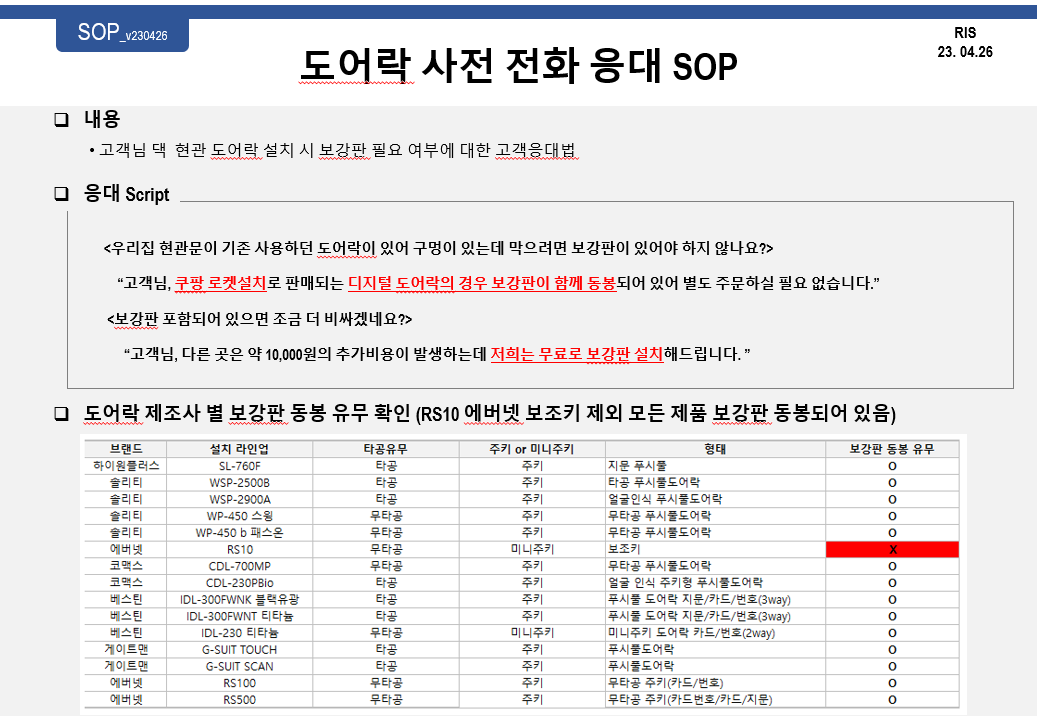 SOP_v230426
RIS
23. 04.26
도어락 사전 전화 응대 SOP
❑ 내용
• 고객님 댁 현관 도어락 설치 시 보강판 필요 여부에 대한 고객응대법
❑ 응대 Script
<우리집 현관문이 기존 사용하던 도어락이 있어 구멍이 있는데 막으려면 보강판이 있어야 하지 않나요?>
“고객님, 쿠팡 로켓설치로 판매되는 디지털 도어락의 경우 보강판이 함께 동봉되어 있어 별도 주문하실 필요 없습니다.”
<보강판 포함되어 있으면 조금 더 비싸겠네요?>
“고객님, 다른 곳은 약 10,000원의 추가비용이 발생하는데 저희는 무료로 보강판 설치해드립니다. ”
❑ 도어락 제조사 별 보강판 동봉 유무 확인 (RS10 에버넷 보조키 제외 모든 제품 보강판 동봉되어 있음)
브랜드 설치 라인업 타공유무 주키 or 미니주키 형태 보강판 동봉 유무
하이원플러스 SL-760F 타공 주키 지문 푸시풀 O
솔리티 WSP-2500B 타공 주키 타공 푸시풀도어락 O
솔리티 WSP-2900A 타공 주키 얼굴인식 푸시풀도어락 O
솔리티 WP-450 스윙 무타공 주키 무타공 푸시풀도어락 O
솔리티 WP-450 b 패스온 무타공 주키 무타공 푸시풀도어락 O
에버넷 RS10 무타공 미니주키 보조키 X
코맥스 CDL-700MP 무타공 주키 무타공 푸시풀도어락 O
코맥스 CDL-230PBio 타공 주키 얼굴 인식 주키형 푸시풀도어락 O
베스틴 IDL-300FWNK 블랙유광 타공 주키 푸시풀 도어락 지문/카드/번호(3way) O
베스틴 IDL-300FWNT 티타늄 타공 주키 푸시풀 도어락 지문/카드/번호(3way) O
베스틴 IDL-230 티타늄 무타공 미니주키 미니주키 도어락 카드/번호(2way) O
게이트맨 G-SUIT TOUCH 타공 주키 푸시풀도어락 O
게이트맨 G-SUIT SCAN 타공 주키 푸시풀도어락 O
에버넷 RS100 무타공 주키 무타공 주키(카드/번호) O
에버넷 RS500 무타공 주키 무타공 주키(카드번호/카드/지문) O